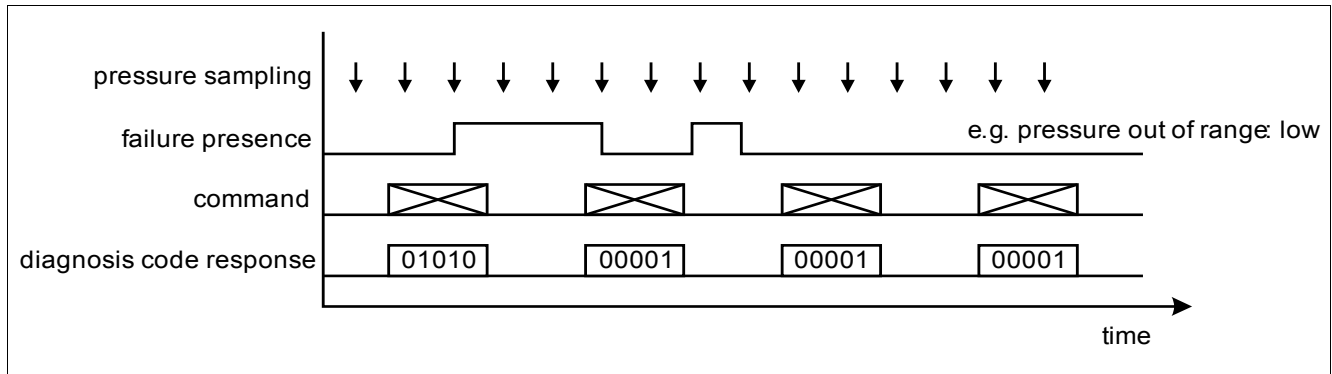 pressure sampling
failure presence
e.g. pressure out of range: low
command
diagnosis code response
01010
00001
00001
00001
time